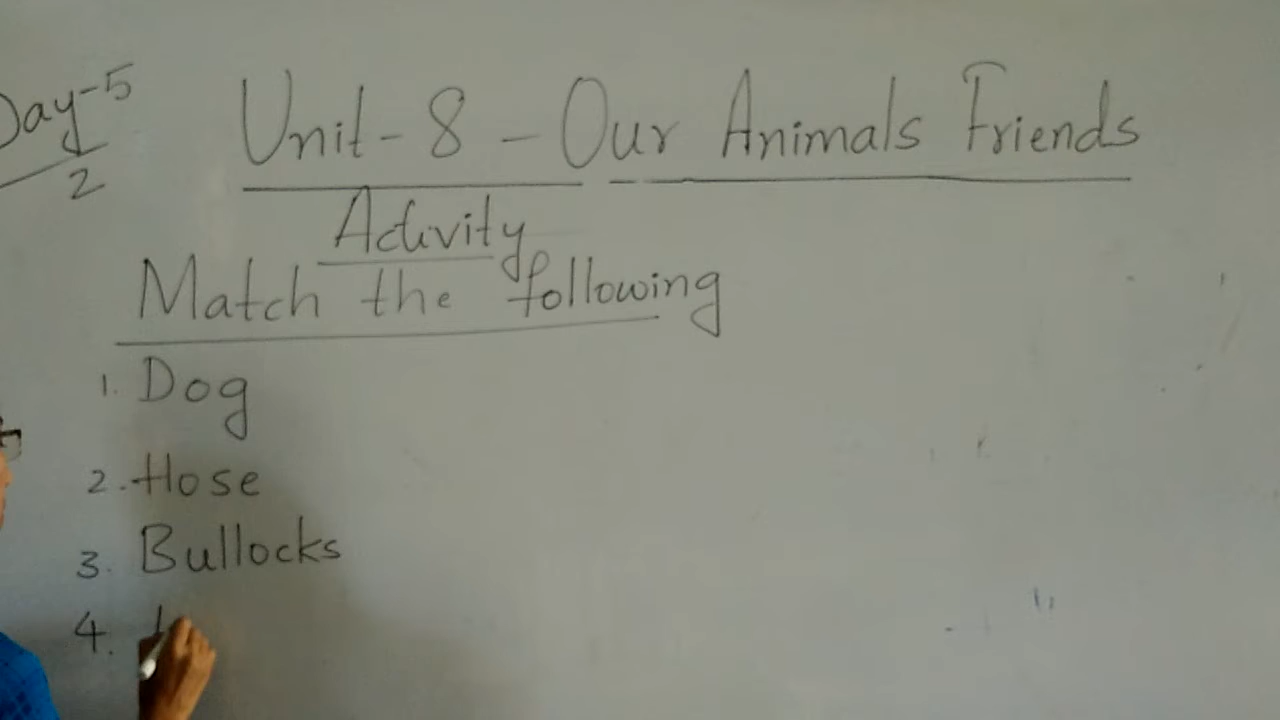 Day-5
2
Unit-8-Our Animals Friends
Activity
Match the following
1. Dog
2. Hose
3. Bullocks
4.